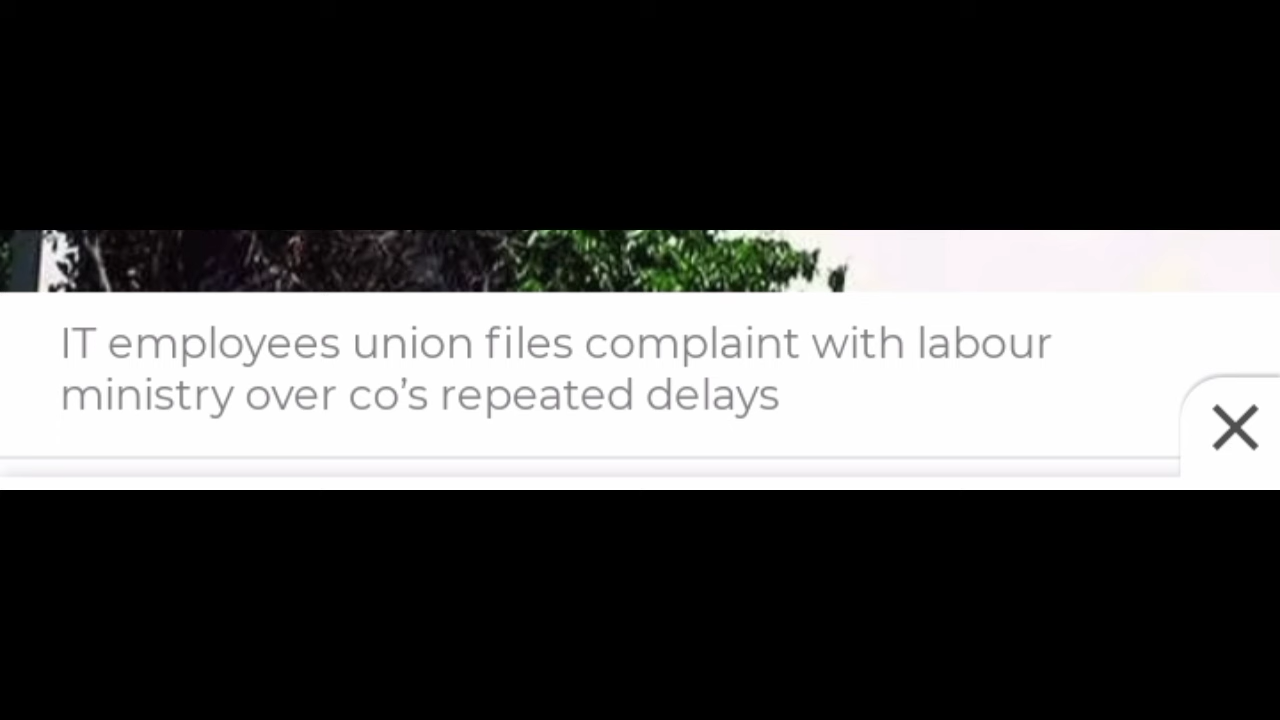 IT employees union files complaint with labour
ministry over co’s repeated delays